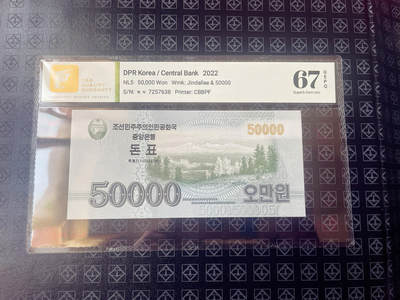 DPR Korea / Central Bank 2022
NLS 50,000 Won Wmk: Jindallae & 50000
S/N: ** 7257638 Printer: CBBPF
67
조선민주주의인민공화국
중앙은행
돈표
50000
50000
오만원